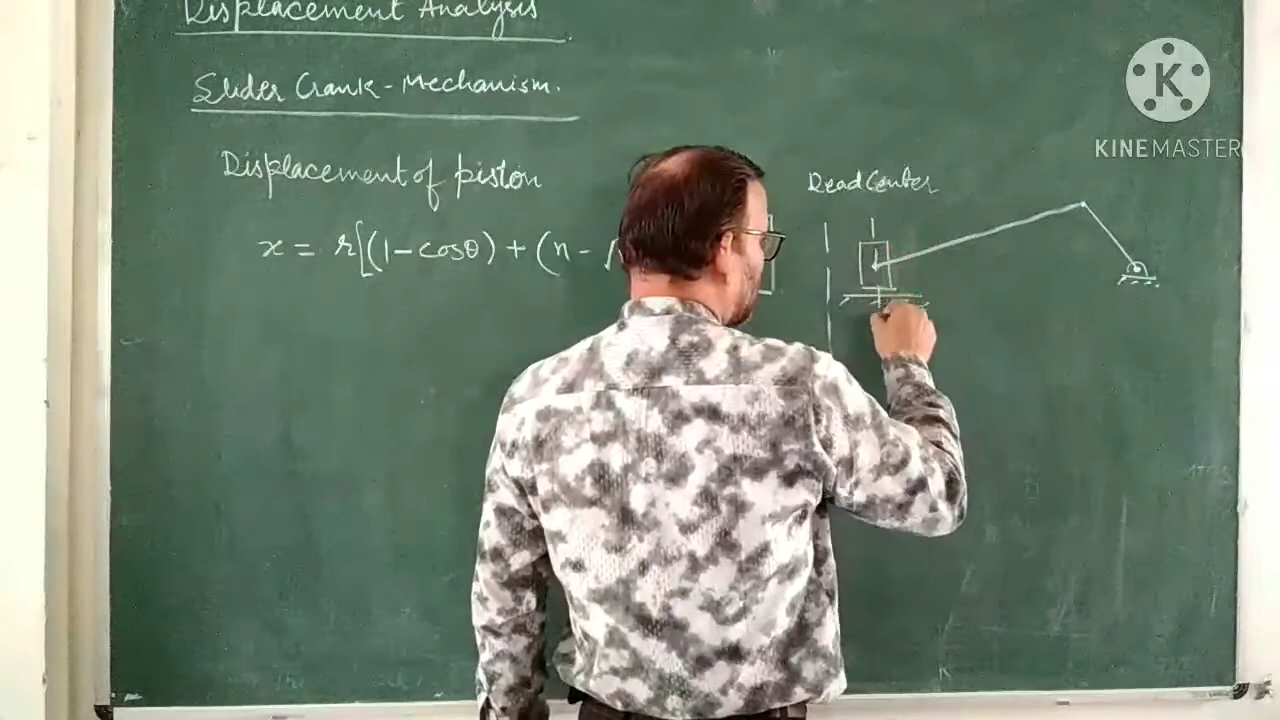 Displacement Analysis
Slider Crank-Mechanism.
Displacement of piston
x = r[(1-cosθ) + (n - √
Dead Center
K
KINEMASTER